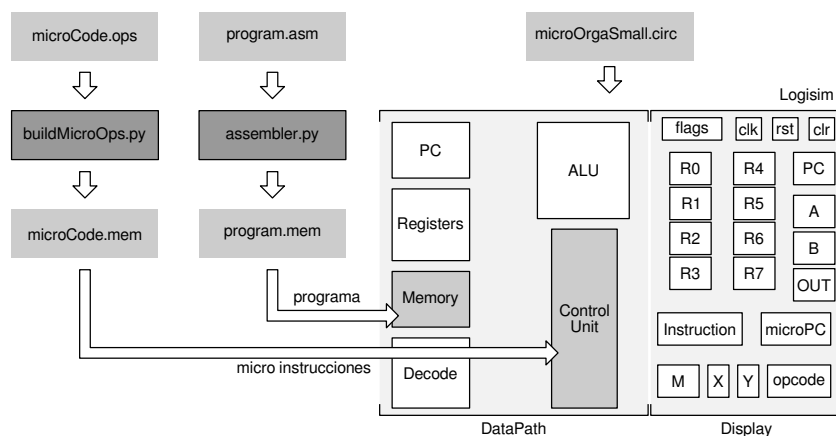 microCode.ops
program.asm
microOrgaSmall.circ
Logisim
buildMicroOps.py
assembler.py
microCode.mem
program.mem
programa
micro instrucciones
PC
Registers
Memory
Decode
ALU
Control
Unit
DataPath
flags
clk
rst
clr
R0
R4
PC
R1
R5
A
R2
R6
B
R3
R7
OUT
Instruction
microPC
M
X
Y
opcode
Display